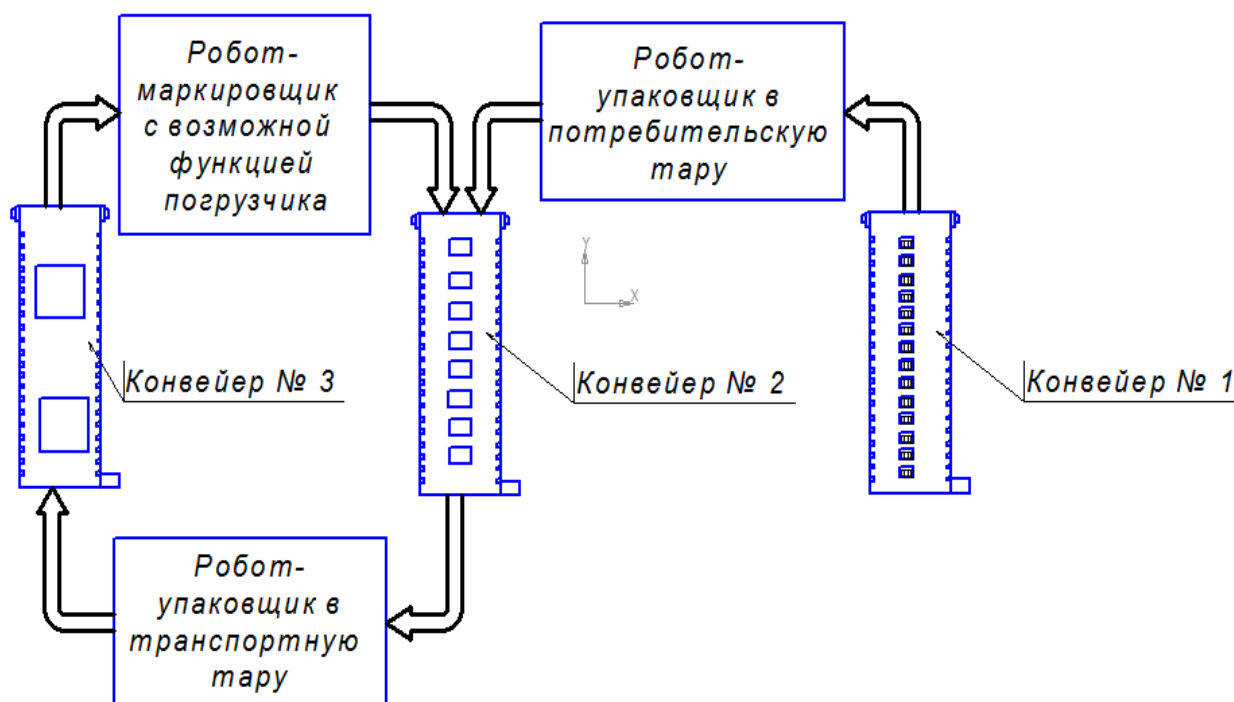 Робот-
маркировщик
с возможной
функцией
погрузчика
Робот-
упаковщик в
потребительскую
тару
Y
X
Конвейер № 3
Конвейер № 2
Конвейер № 1
Робот-
упаковщик в
транспортную
тару